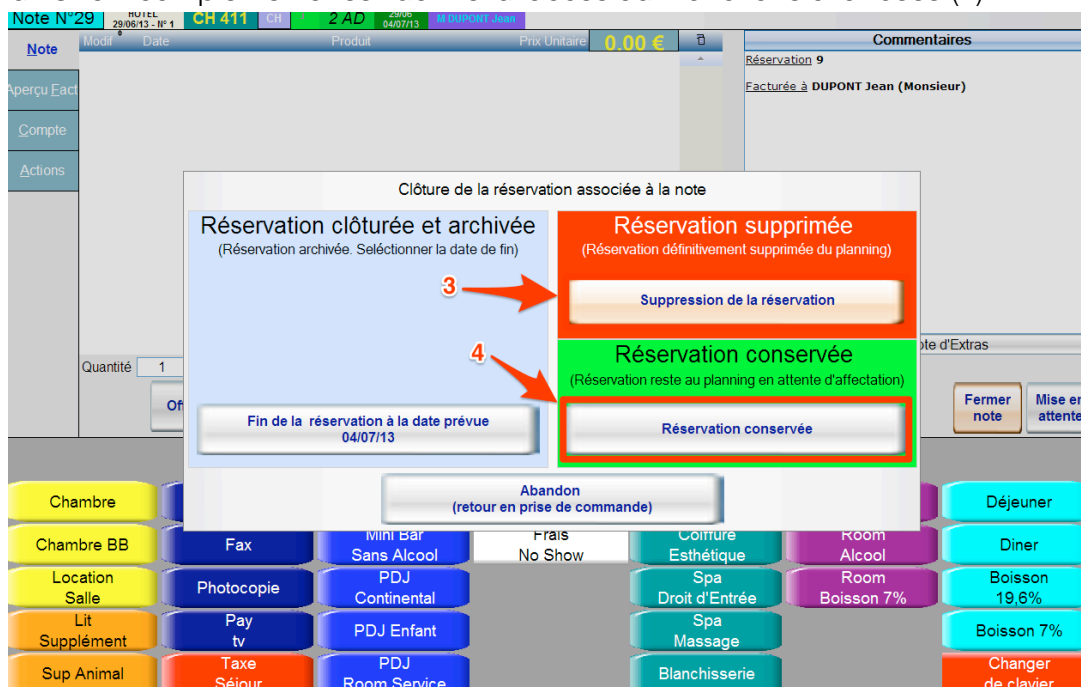 Note N°29
HOTEL
29/06/13 - N° 1
CH 411
CH
2 AD
29/06
04/07/13
M DUPONT Jean
Note
Aperçu Fact
Compte
Actions
Modif Date Produit Prix Unitaire
0.00 €
Commentaires
Réservation 9
Facturée à DUPONT Jean (Monsieur)
Clôture de la réservation associée à la note
Réservation clôturée et archivée
(Réservation archivée. Seléctionner la date de fin)
Fin de la réservation à la date prévue
04/07/13
Réservation supprimée
(Réservation définitivement supprimée du planning)
3
Suppression de la réservation
4
Réservation conservée
(Réservation reste au planning en attente d'affectation)
Réservation conservée
Abandon
(retour en prise de commande)
Quantité 1
Of
d'Extras
Fermer
note
Mise en
attente
Chambre
Déjeuner
Chambre BB
Fax
Mini Bar
Sans Alcool
Frais
No Show
Coiffure
Esthétique
Room
Alcool
Diner
Location
Salle
Photocopie
PDJ
Continental
Spa
Droit d'Entrée
Room
Boisson 7%
Boisson
19,6%
Lit
Supplément
Pay
tv
PDJ Enfant
Spa
Massage
Boisson 7%
Sup Animal
Taxe
Séjour
PDJ
Room Service
Blanchisserie
Changer
de clavier